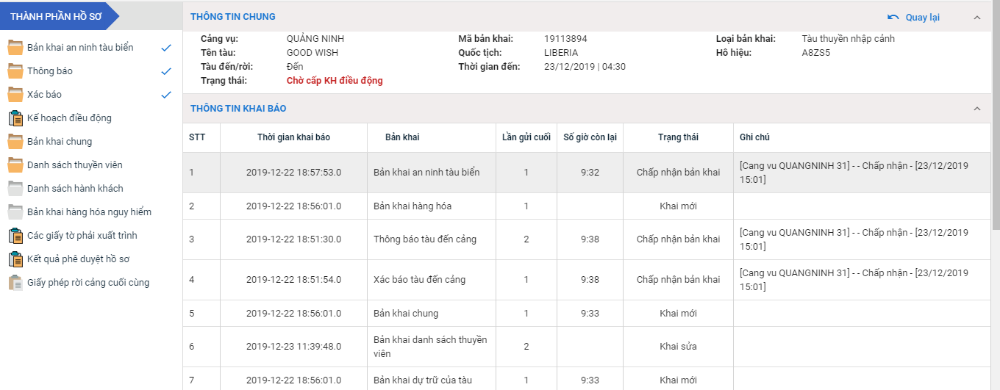 THÀNH PHẦN HỒ SƠ
Bản khai an ninh tàu biển
Thông báo
Xác báo
Kế hoạch điều động
Bản khai chung
Danh sách thuyền viên
Danh sách hành khách
Bản khai hàng hóa nguy hiểm
Các giấy tờ phải xuất trình
Kết quả phê duyệt hồ sơ
Giấy phép rời cảng cuối cùng
THÔNG TIN CHUNG Quay lại
Cảng vụ: QUẢNG NINH Mã bản khai: 19113894 Loại bản khai: Tàu thuyền nhập cảnh
Tên tàu: GOOD WISH Quốc tịch: LIBERIA Hô hiệu: A8ZS5
Tàu đến/rời: Đến Thời gian đến: 23/12/2019 | 04:30
Trạng thái: Chờ cấp KH điều động
THÔNG TIN KHAI BÁO
STT Thời gian khai báo Bản khai Lần gửi cuối Số giờ còn lại Trạng thái Ghi chú
1 2019-12-22 18:57:53.0 Bản khai an ninh tàu biển 1 9:32 Chấp nhận bản khai [Cang vu QUANGNINH 31] - - Chấp nhận - [23/12/2019
15:01]
2 2019-12-22 18:56:01.0 Bản khai hàng hóa 1 Khai mới
3 2019-12-22 18:51:30.0 Thông báo tàu đến cảng 2 9:38 Chấp nhận bản khai [Cang vu QUANGNINH 31] - - Chấp nhận - [23/12/2019
15:01]
4 2019-12-22 18:51:54.0 Xác báo tàu đến cảng 1 9:38 Chấp nhận bản khai [Cang vu QUANGNINH 31] - - Chấp nhận - [23/12/2019
15:01]
5 2019-12-22 18:56:01.0 Bản khai chung 1 9:33 Khai mới
6 2019-12-23 11:39:48.0 Bản khai danh sách thuyền
viên 2 Khai sửa
7 2019-12-22 18:56:01.0 Bản khai dự trữ của tàu 1 9:33 Khai mới